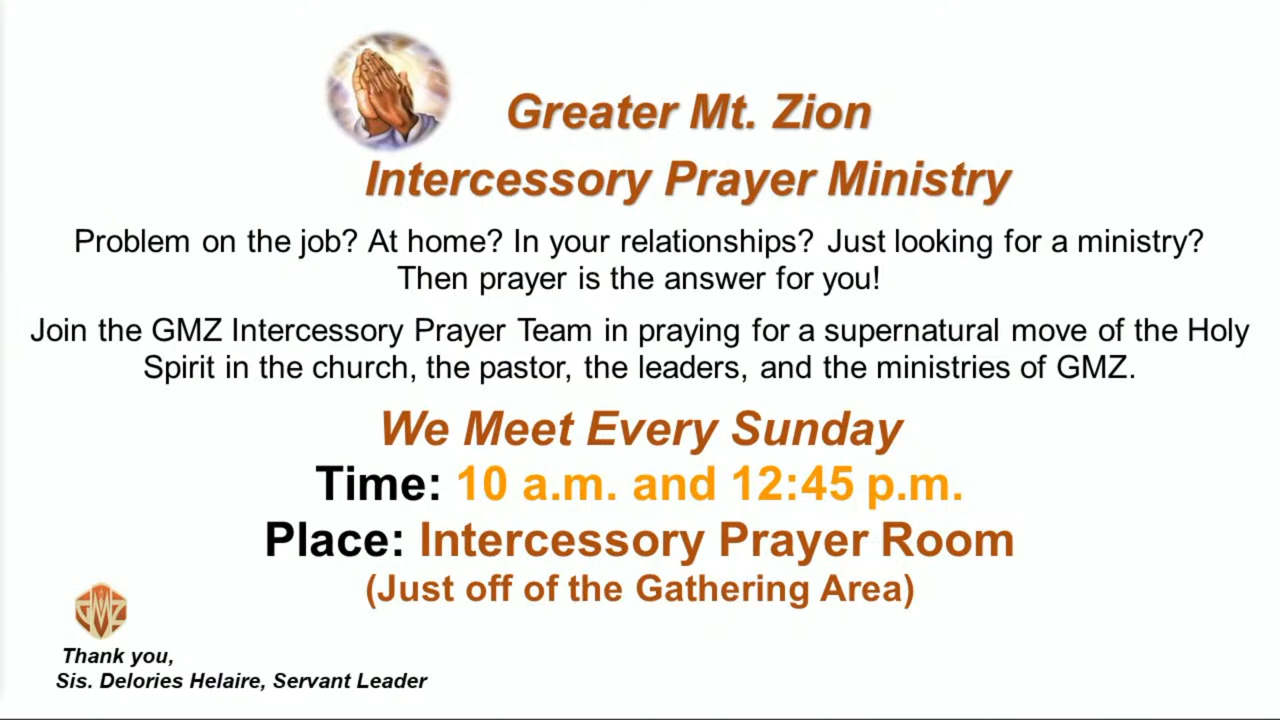 Greater Mt. Zion
Intercessory Prayer Ministry
Problem on the job? At home? In your relationships? Just looking for a ministry?
Then prayer is the answer for you!
Join the GMZ Intercessory Prayer Team in praying for a supernatural move of the Holy
Spirit in the church, the pastor, the leaders, and the ministries of GMZ.
We Meet Every Sunday
Time: 10 a.m. and 12:45 p.m.
Place: Intercessory Prayer Room
(Just off of the Gathering Area)
GMZ
Thank you,
Sis. Delories Helaire, Servant Leader